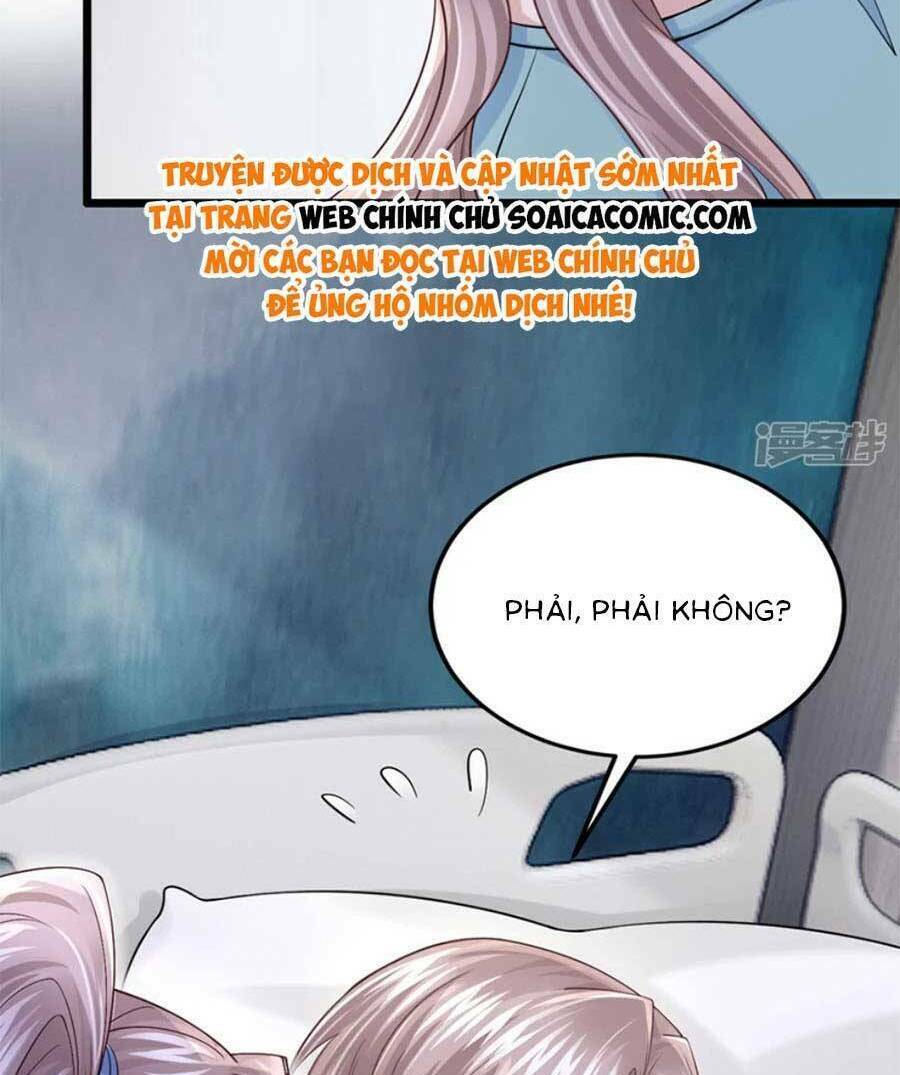 TRUYỆN ĐƯỢC DỊCH VÀ CẬP NHẬT SỚM NHẤT
TẠI TRANG WEB CHÍNH CHỦ SOAICACOMIC.COM
MỜI CÁC BẠN ĐỌC TẠI WEB CHÍNH CHỦ
ĐỂ ỦNG HỘ NHÓM DỊCH NHÉ!
漫客栈
PHẢI, PHẢI KHÔNG?